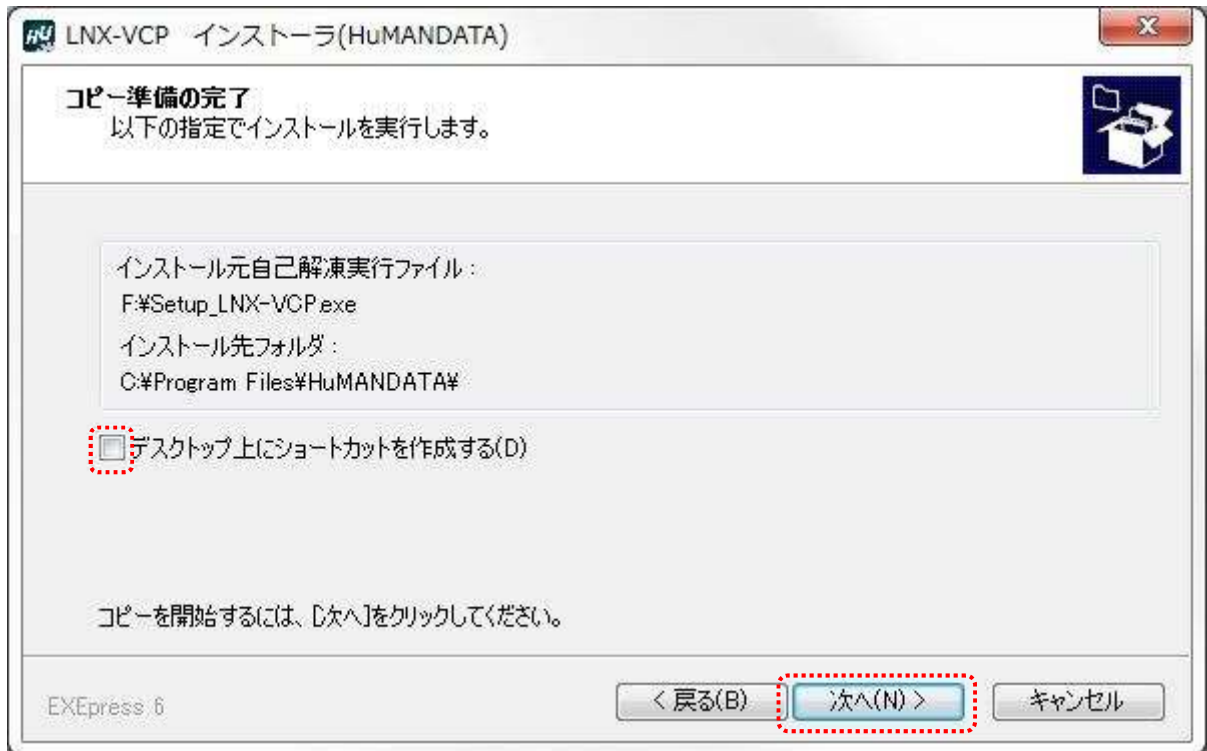 LNX-VCP インストーラ(HuMANDATA)
コピー準備の完了
以下の指定でインストールを実行します。
インストール元自己解凍実行ファイル：
F:¥Setup_LNX-VCP.exe
インストール先フォルダ：
C:¥Program Files¥HuMANDATA¥
デスクトップ上にショートカットを作成する(D)
コピーを開始するには、[次へ]をクリックしてください。
EXEpress 6
< 戻る(B)
次へ(N) >
キャンセル